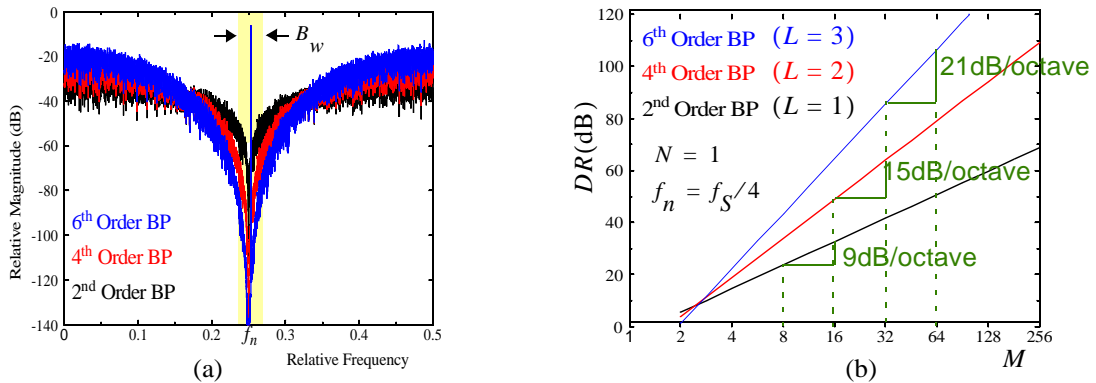 0
-20
-40
-60
-80
-100
-120
-140
Relative Magnitude (dB)
B_w
6th Order BP
4th Order BP
2nd Order BP
0 0.1 0.2 f_n 0.3 0.4 0.5
Relative Frequency
(a)
120
100
80
60
40
20
0
DR(dB)
6th Order BP (L = 3)
4th Order BP (L = 2)
2nd Order BP (L = 1)
N = 1
f_n = f_S/4
21dB/octave
15dB/octave
9dB/octave
1 2 4 8 16 32 64 128 256
M
(b)